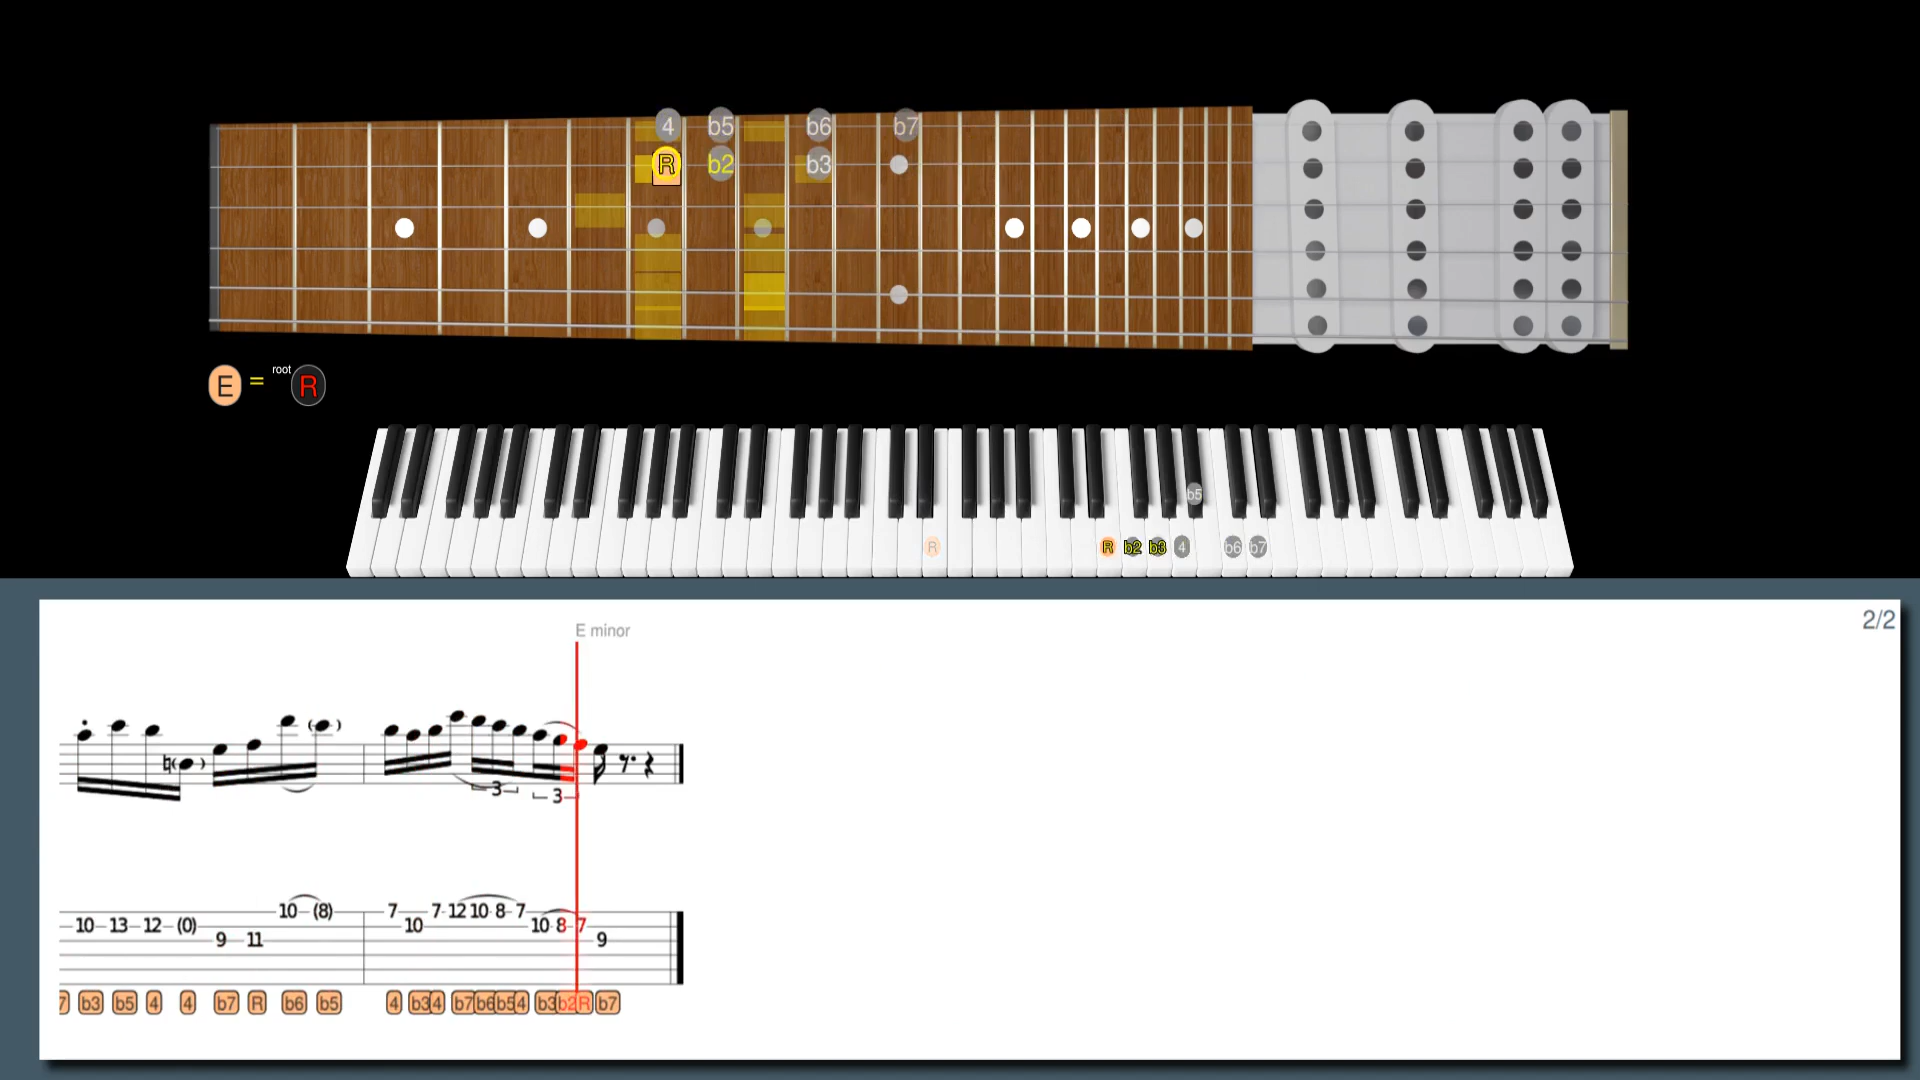 4 b5 b6 b7
R b2 b3
E = root R
b5
R R b2 b3 4 b6 b7
2/2
E minor
3 3
10 (8) 7 7 12 10 8 7
10 13 12 (0) 10 10 8 7
9 11 9
7 b3 b5 4 4 b7 R b6 b5 4 b3 4 b7 b6 b5 4 b3 b2 R b7